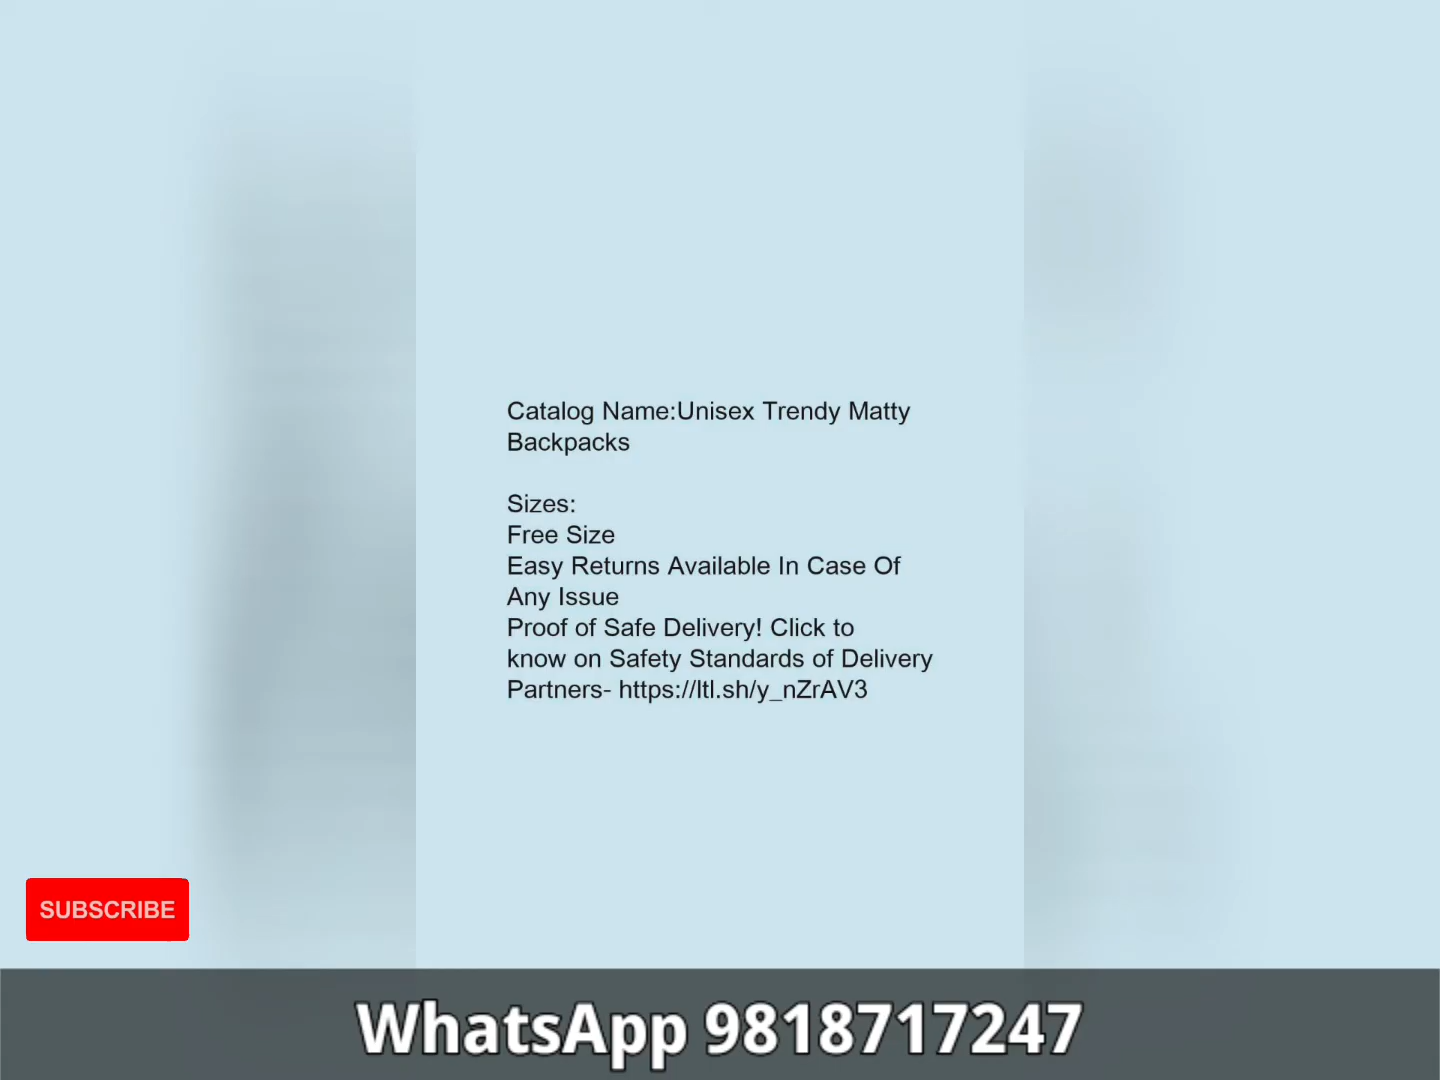 Catalog Name:Unisex Trendy Matty
Backpacks
Sizes:
Free Size
Easy Returns Available In Case Of
Any Issue
Proof of Safe Delivery! Click to
know on Safety Standards of Delivery
Partners- https://ltl.sh/y_nZrAV3
SUBSCRIBE
WhatsApp 9818717247